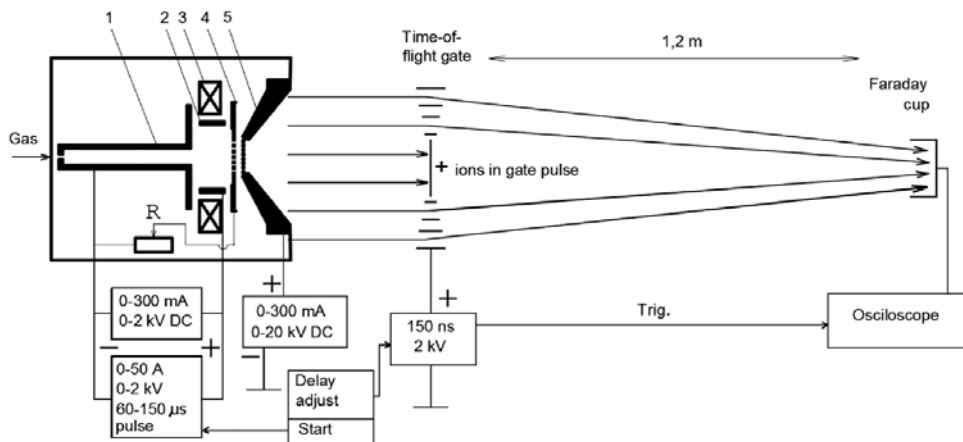 1 2 3 4 5
Time-of-
flight gate
1,2 m
Faraday
cup
Gas
+ ions in gate pulse
R
+
0-300 mA
0-2 kV DC
− +
0-50 A
0-2 kV
60-150 µs
pulse
+
0-300 mA
0-20 kV DC
−
+
150 ns
2 kV
Trig.
Osciloscope
Delay
adjust
Start